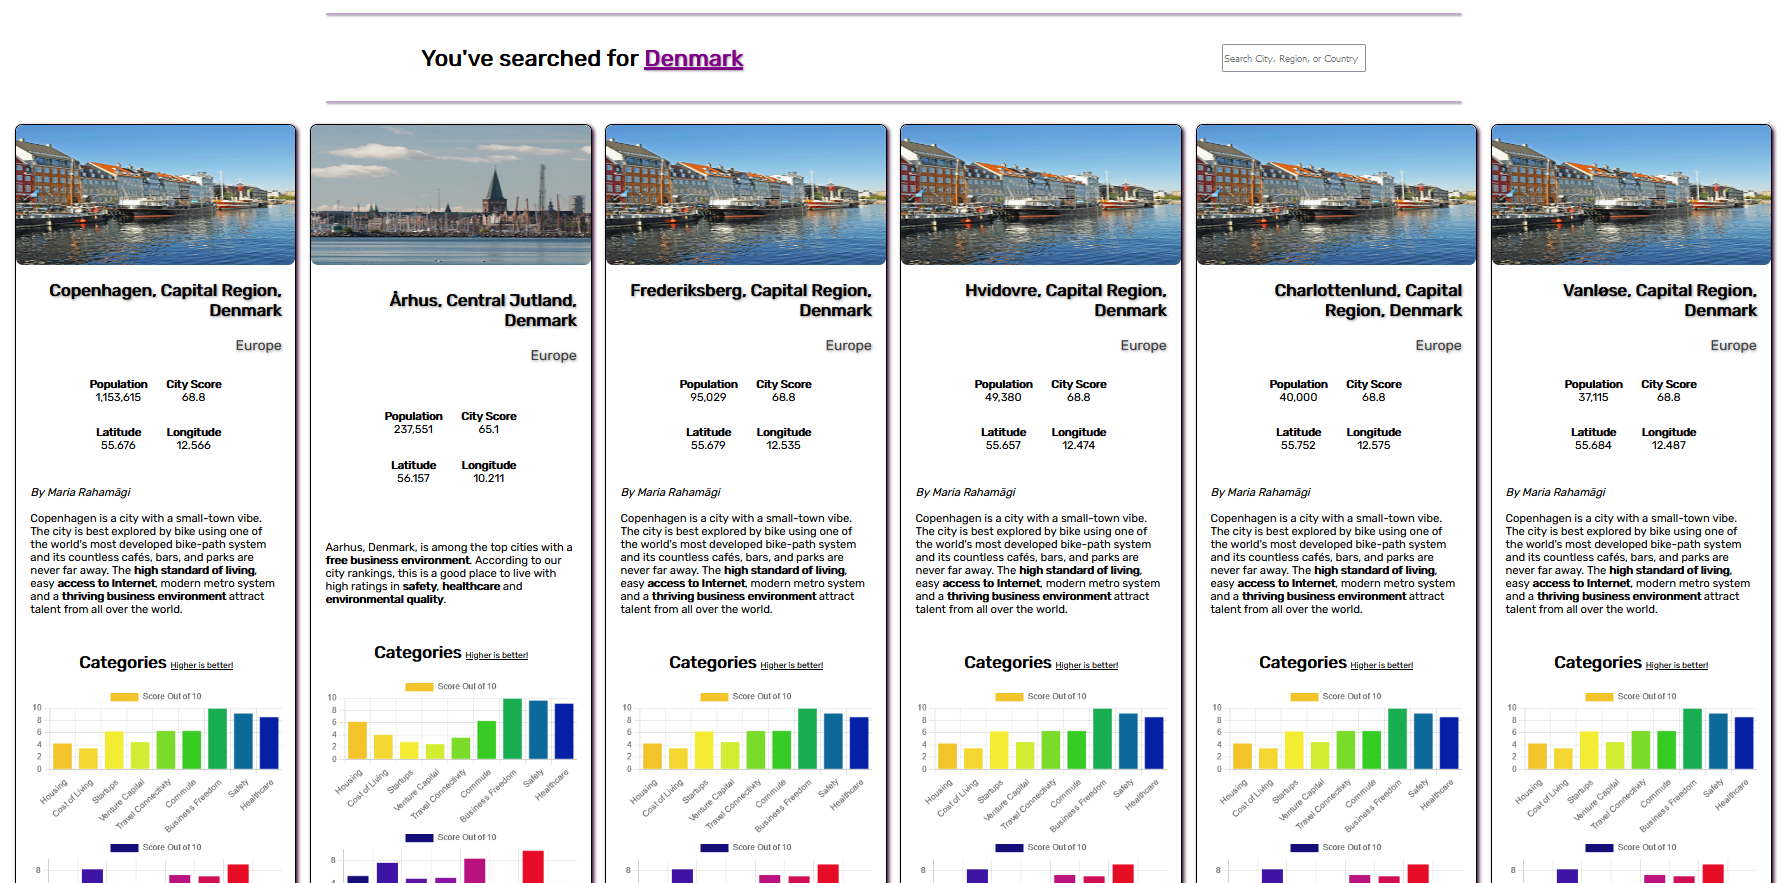 You've searched for Denmark
Search City, Region, or Country
Copenhagen, Capital Region,
Denmark
Europe
Population City Score
1,153,615 68.8
Latitude Longitude
55.676 12.566
By Maria Rahamägi
Copenhagen is a city with a small-town vibe.
The city is best explored by bike using one of
the world's most developed bike-path system
and its countless cafés, bars, and parks are
never far away. The high standard of living,
easy access to Internet, modern metro system
and a thriving business environment attract
talent from all over the world.
Categories Higher is better!
Score Out of 10
10
8
6
4
2
0
Housing
Cost of Living
Startups
Venture Capital
Travel Connectivity
Commute
Business Freedom
Safety
Healthcare
Score Out of 10
8
Århus, Central Jutland,
Denmark
Europe
Population City Score
237,551 65.1
Latitude Longitude
56.157 10.211
Aarhus, Denmark, is among the top cities with a
free business environment. According to our
city rankings, this is a good place to live with
high ratings in safety, healthcare and
environmental quality.
Categories Higher is better!
Score Out of 10
10
8
6
4
2
0
Housing
Cost of Living
Startups
Venture Capital
Travel Connectivity
Commute
Business Freedom
Safety
Healthcare
Score Out of 10
8
Frederiksberg, Capital Region,
Denmark
Europe
Population City Score
95,029 68.8
Latitude Longitude
55.679 12.535
By Maria Rahamägi
Copenhagen is a city with a small-town vibe.
The city is best explored by bike using one of
the world's most developed bike-path system
and its countless cafés, bars, and parks are
never far away. The high standard of living,
easy access to Internet, modern metro system
and a thriving business environment attract
talent from all over the world.
Categories Higher is better!
Score Out of 10
10
8
6
4
2
0
Housing
Cost of Living
Startups
Venture Capital
Travel Connectivity
Commute
Business Freedom
Safety
Healthcare
Score Out of 10
8
Hvidovre, Capital Region,
Denmark
Europe
Population City Score
49,380 68.8
Latitude Longitude
55.657 12.474
By Maria Rahamägi
Copenhagen is a city with a small-town vibe.
The city is best explored by bike using one of
the world's most developed bike-path system
and its countless cafés, bars, and parks are
never far away. The high standard of living,
easy access to Internet, modern metro system
and a thriving business environment attract
talent from all over the world.
Categories Higher is better!
Score Out of 10
10
8
6
4
2
0
Housing
Cost of Living
Startups
Venture Capital
Travel Connectivity
Commute
Business Freedom
Safety
Healthcare
Score Out of 10
8
Charlottenlund, Capital
Region, Denmark
Europe
Population City Score
40,000 68.8
Latitude Longitude
55.752 12.575
By Maria Rahamägi
Copenhagen is a city with a small-town vibe.
The city is best explored by bike using one of
the world's most developed bike-path system
and its countless cafés, bars, and parks are
never far away. The high standard of living,
easy access to Internet, modern metro system
and a thriving business environment attract
talent from all over the world.
Categories Higher is better!
Score Out of 10
10
8
6
4
2
0
Housing
Cost of Living
Startups
Venture Capital
Travel Connectivity
Commute
Business Freedom
Safety
Healthcare
Score Out of 10
8
Vanløse, Capital Region,
Denmark
Europe
Population City Score
37,115 68.8
Latitude Longitude
55.684 12.487
By Maria Rahamägi
Copenhagen is a city with a small-town vibe.
The city is best explored by bike using one of
the world's most developed bike-path system
and its countless cafés, bars, and parks are
never far away. The high standard of living,
easy access to Internet, modern metro system
and a thriving business environment attract
talent from all over the world.
Categories Higher is better!
Score Out of 10
10
8
6
4
2
0
Housing
Cost of Living
Startups
Venture Capital
Travel Connectivity
Commute
Business Freedom
Safety
Healthcare
Score Out of 10
8